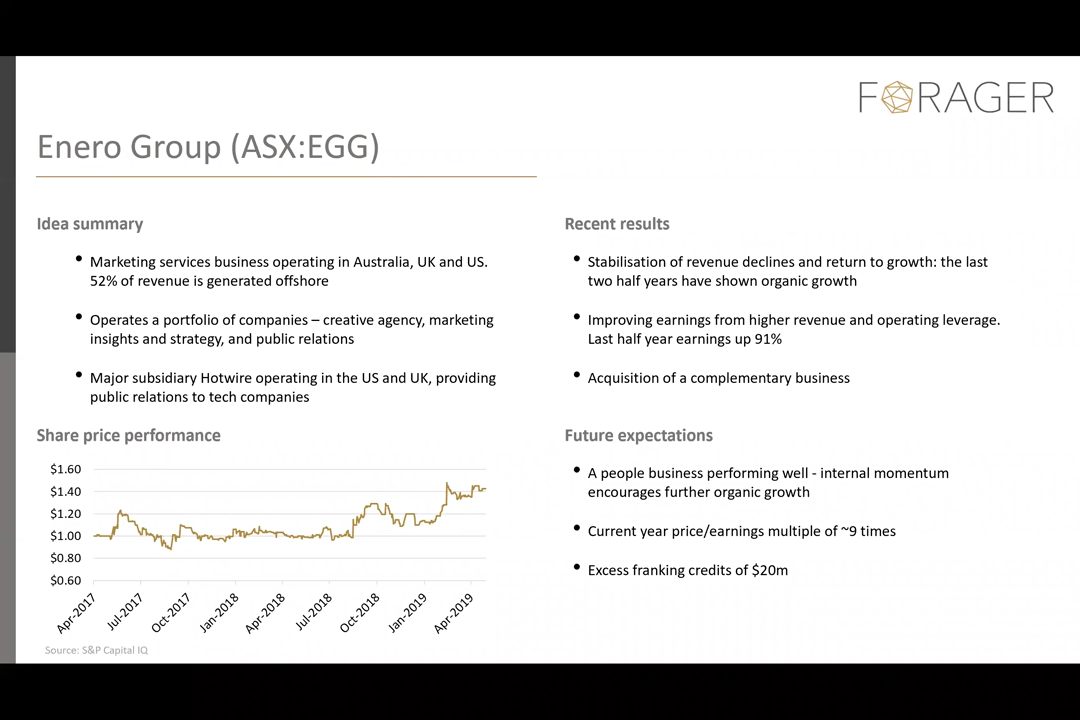 FORAGER
Enero Group (ASX:EGG)
Idea summary
• Marketing services business operating in Australia, UK and US.
52% of revenue is generated offshore
• Operates a portfolio of companies – creative agency, marketing
insights and strategy, and public relations
• Major subsidiary Hotwire operating in the US and UK, providing
public relations to tech companies
Share price performance
$1.60
$1.40
$1.20
$1.00
$0.80
$0.60
Apr-2017
Jul-2017
Oct-2017
Jan-2018
Apr-2018
Jul-2018
Oct-2018
Jan-2019
Apr-2019
Source: S&P Capital IQ
Recent results
• Stabilisation of revenue declines and return to growth: the last
two half years have shown organic growth
• Improving earnings from higher revenue and operating leverage.
Last half year earnings up 91%
• Acquisition of a complementary business
Future expectations
• A people business performing well - internal momentum
encourages further organic growth
• Current year price/earnings multiple of ~9 times
• Excess franking credits of $20m